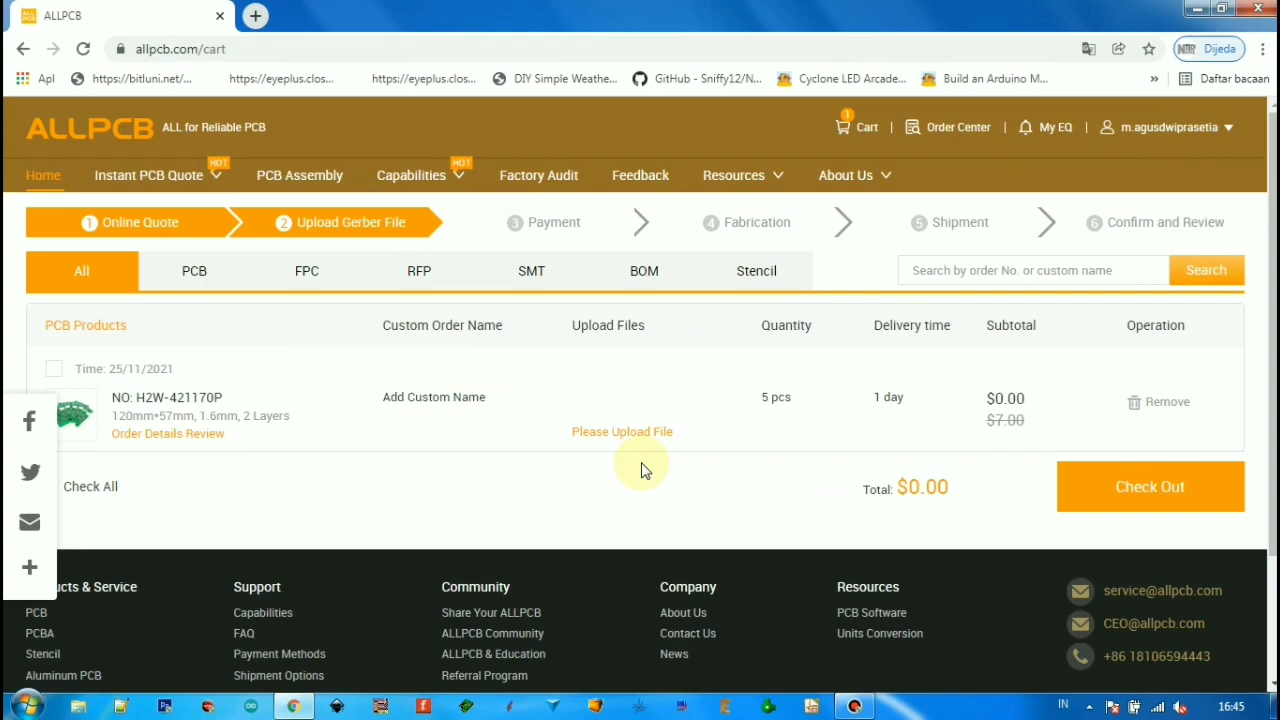 ALLPCB
allpcb.com/cart
Dijeda
Apl
https://bitluni.net/...
https://eyeplus.clos...
https://eyeplus.clos...
DIY Simple Weathe...
GitHub - Sniffy12/N...
Cyclone LED Arcade...
Build an Arduino M...
»
Daftar bacaan
ALLPCB ALL for Reliable PCB
1
Cart | Order Center | My EQ | m.agusdwiprasetia
HOT
HOT
Home Instant PCB Quote PCB Assembly Capabilities Factory Audit Feedback Resources About Us
1 Online Quote 2 Upload Gerber File 3 Payment 4 Fabrication 5 Shipment 6 Confirm and Review
All PCB FPC RFP SMT BOM Stencil Search by order No. or custom name Search
PCB Products Custom Order Name Upload Files Quantity Delivery time Subtotal Operation
Time: 25/11/2021
NO: H2W-421170P Add Custom Name 5 pcs 1 day $0.00 Remove
120mm*57mm, 1.6mm, 2 Layers $7.00
Order Details Review Please Upload File
Check All Total: $0.00 Check Out
ucts & Service Support Community Company Resources
PCB Capabilities Share Your ALLPCB About Us PCB Software service@allpcb.com
PCBA FAQ ALLPCB Community Contact Us Units Conversion CEO@allpcb.com
Stencil Payment Methods ALLPCB & Education News +86 18106594443
Aluminum PCB Shipment Options Referral Program
IN 16:45